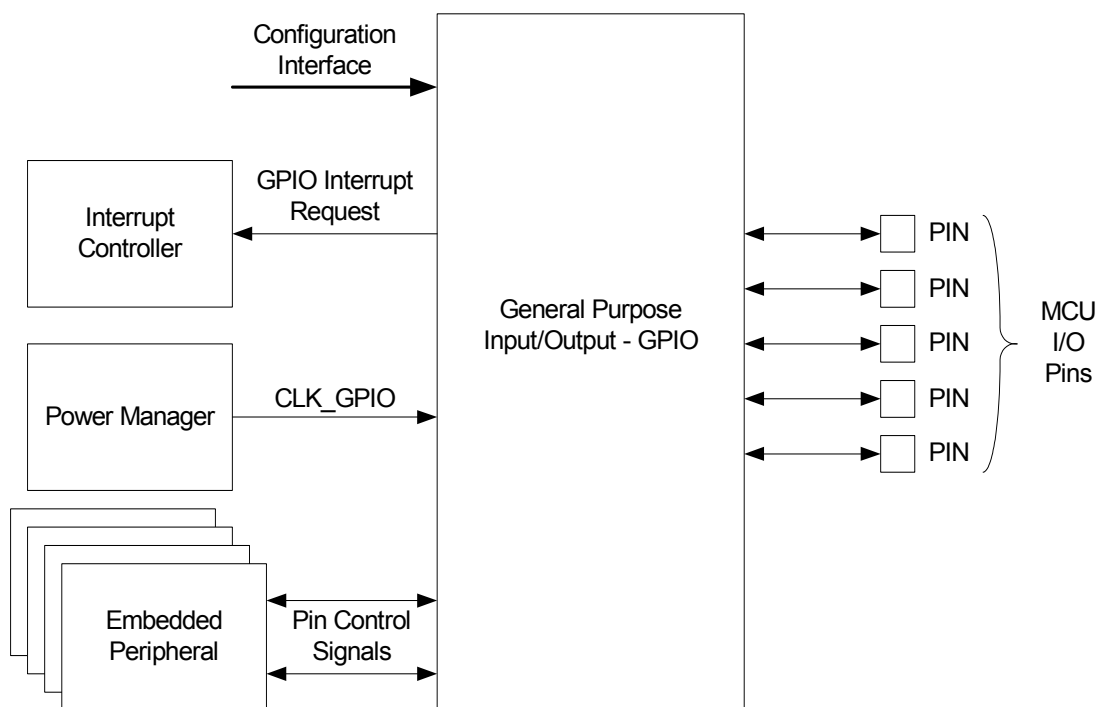 Configuration
Interface
Interrupt
Controller
GPIO Interrupt
Request
Power Manager
CLK_GPIO
Embedded
Peripheral
Pin Control
Signals
General Purpose
Input/Output - GPIO
PIN
PIN
PIN
PIN
PIN
MCU
I/O
Pins